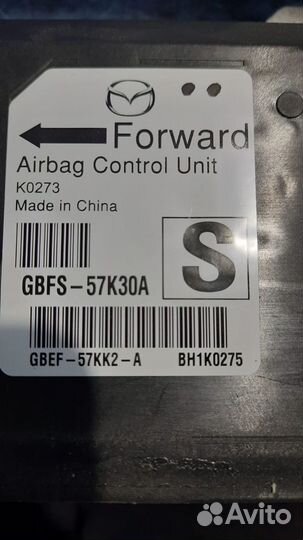 Forward
Airbag Control Unit
K0273
Made in China
S
GBFS-57K30A
GBEF-57KK2-A BH1K0275
Avito